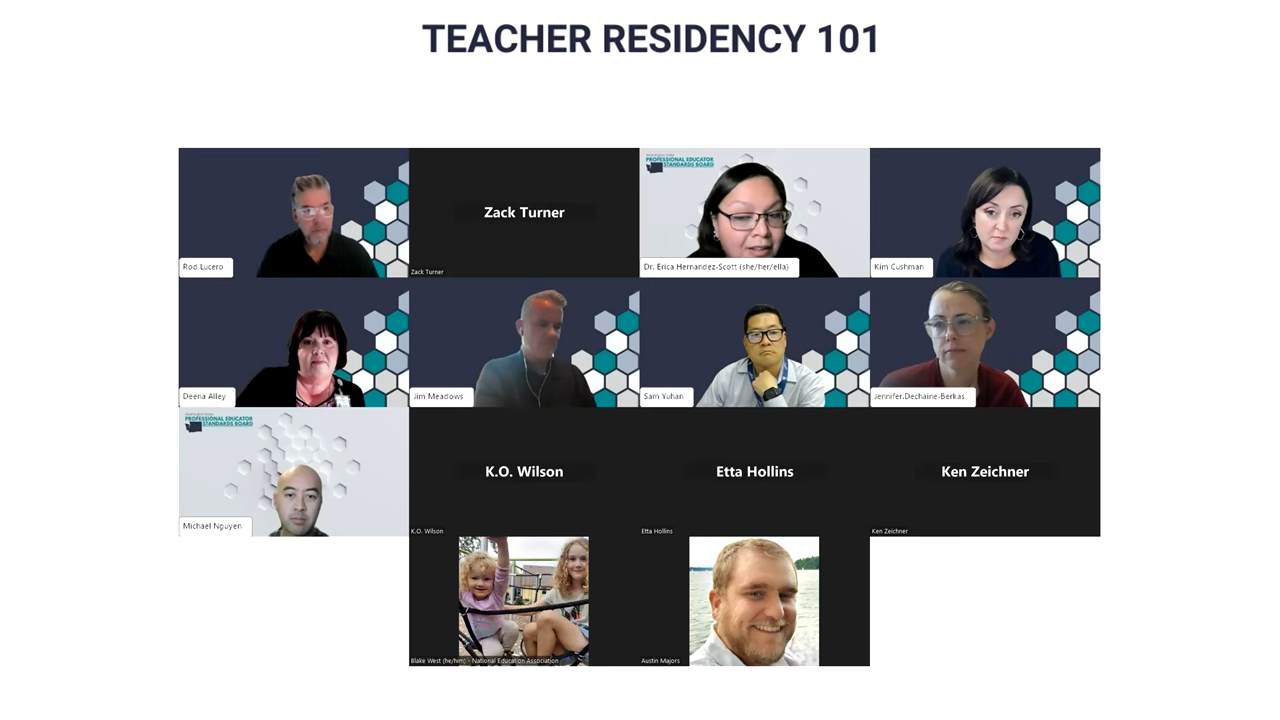 TEACHER RESIDENCY 101
PROFESSIONAL EDUCATOR
STANDARDS BOARD
Zack Turner
Rod Lucero
Zack Turner
Dr. Erica Hernandez-Scott (she/her/ella)
Kim Cushman
Deena Alley
Jim Meadows
Sam Yuhan
Jennifer.Dechaine-Berkas
PROFESSIONAL EDUCATOR
STANDARDS BOARD
K.O. Wilson
Etta Hollins
Ken Zeichner
Michael Nguyen
K.O. Wilson
Etta Hollins
Ken Zeichner
Blake West (he/him) - National Education Association
Austin Majors